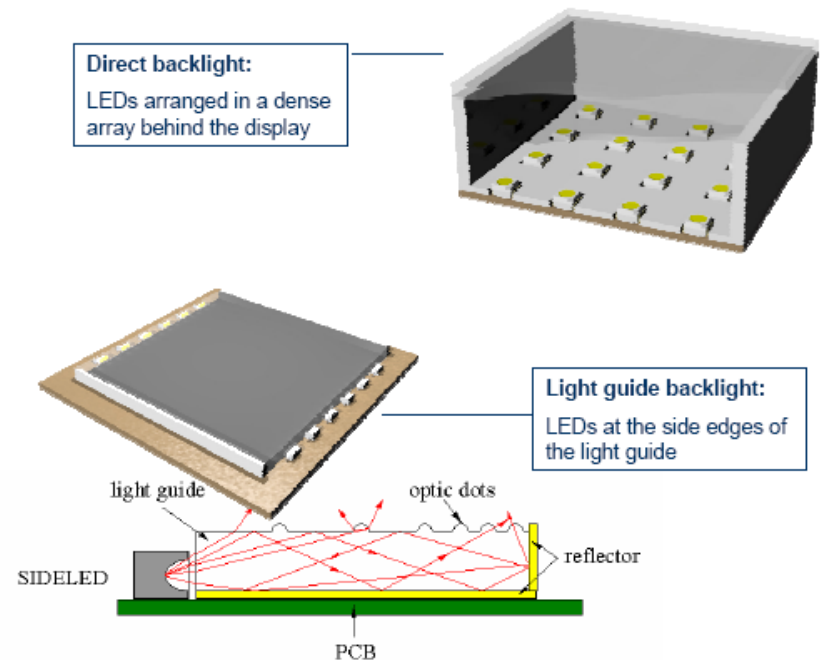 Direct backlight:
LEDs arranged in a dense
array behind the display
Light guide backlight:
LEDs at the side edges of
the light guide
light guide
optic dots
reflector
SIDELED
PCB